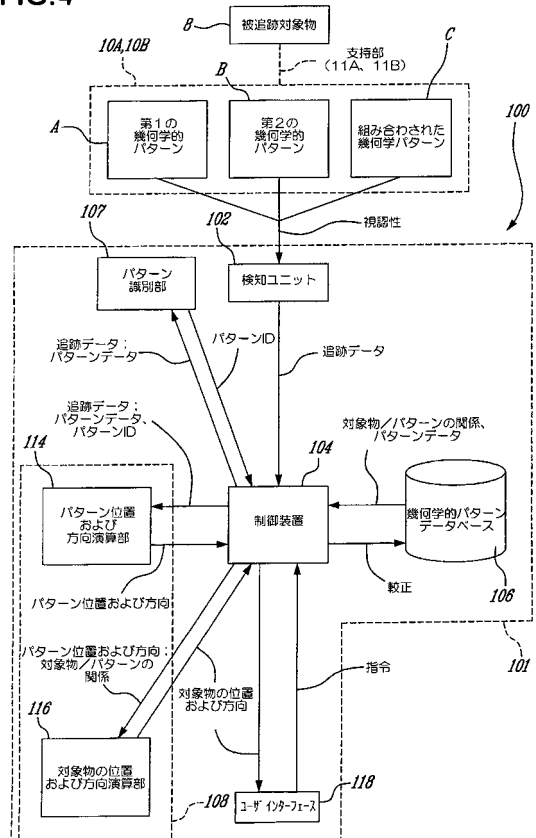 FIG.4
8
被追跡対象物
10A,10B
支持部
(11A、11B)
A
第1の
幾何学的
パターン
B
第2の
幾何学的
パターン
C
組み合わされた
幾何学パターン
100
視認性
107
パターン
識別部
102
検知ユニット
追跡データ;
パターンデータ
パターンID
追跡データ
追跡データ;
パターンデータ、
パターンID
114
パターン位置
および
方向演算部
104
制御装置
対象物/パターンの関係、
パターンデータ
幾何学的パターン
データベース
106
パターン位置および方向
較正
パターン位置および方向;
対象物/パターンの
関係
対象物の位置
および方向
指令
101
116
対象物の位置
および方向演算部
108
ユーザインターフェース
118